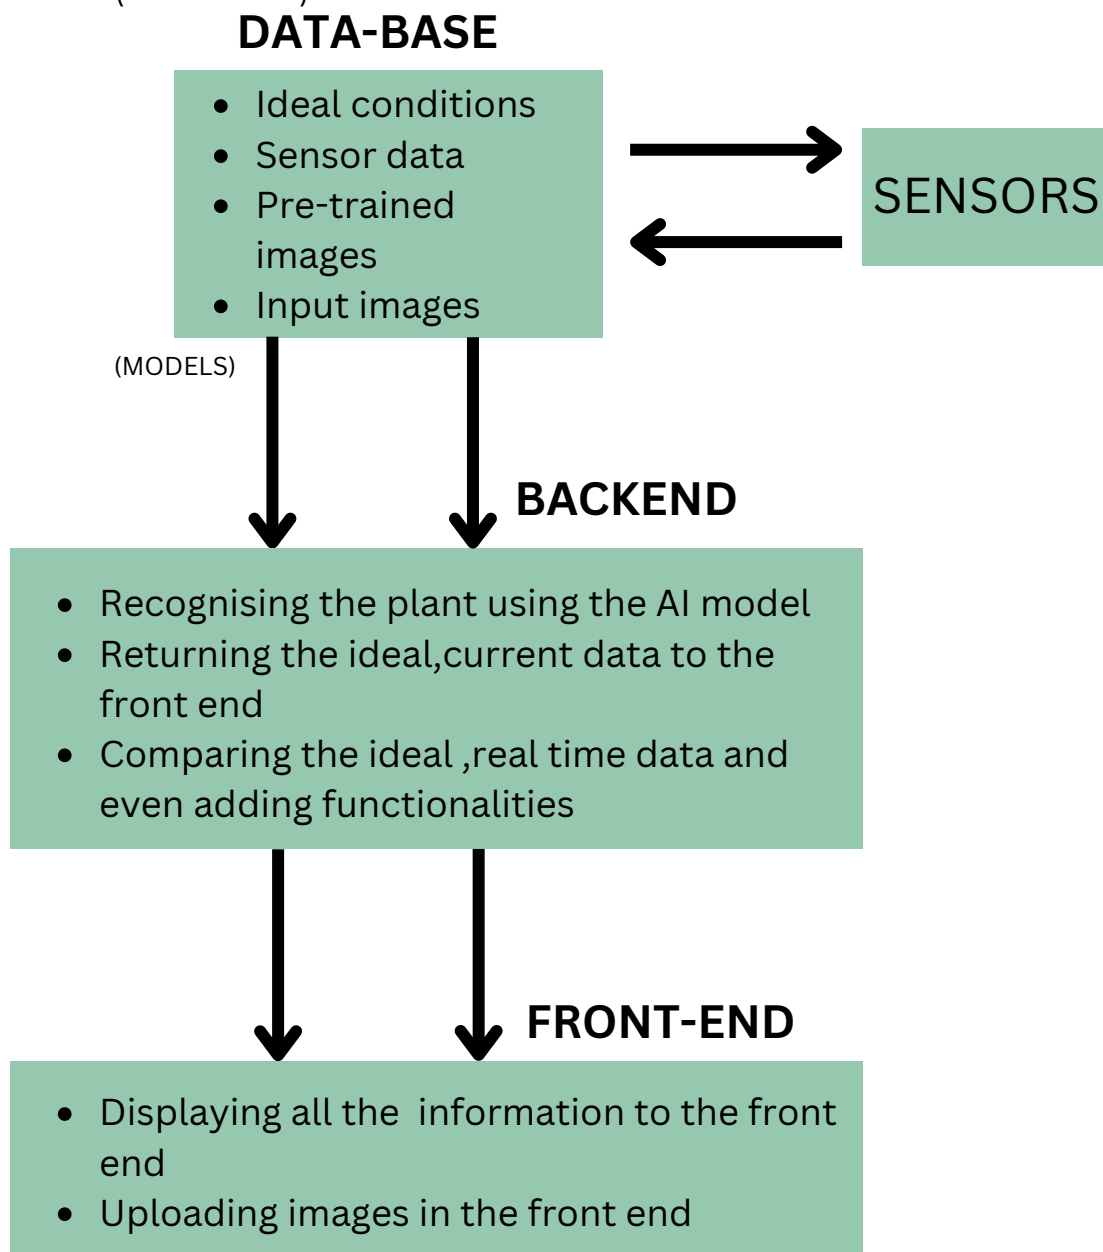 DATA-BASE
• Ideal conditions
• Sensor data
• Pre-trained
images
• Input images
SENSORS
(MODELS)
BACKEND
• Recognising the plant using the AI model
• Returning the ideal,current data to the
front end
• Comparing the ideal ,real time data and
even adding functionalities
FRONT-END
• Displaying all the  information to the front
end
• Uploading images in the front end